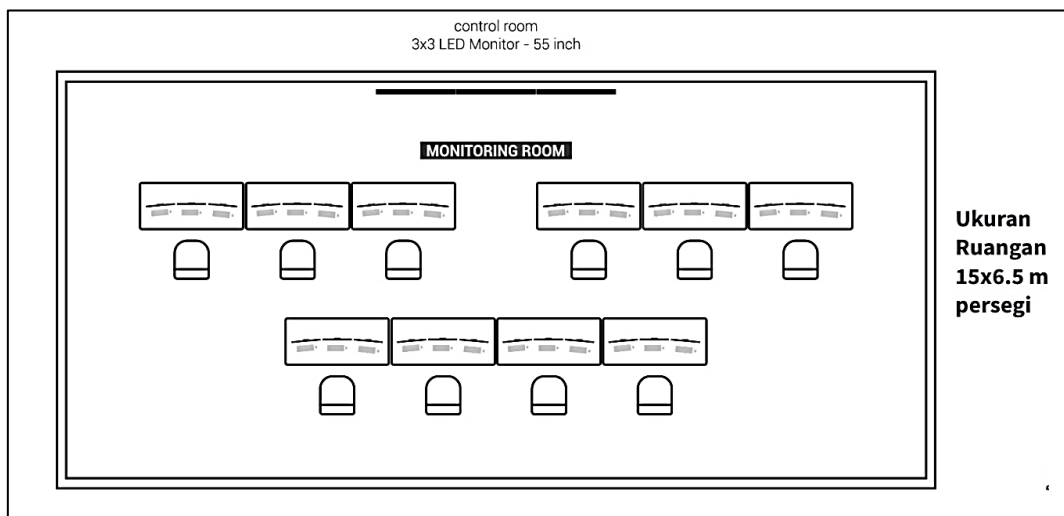 control room
3x3 LED Monitor - 55 inch
MONITORING ROOM
Ukuran
Ruangan
15x6.5 m
persegi